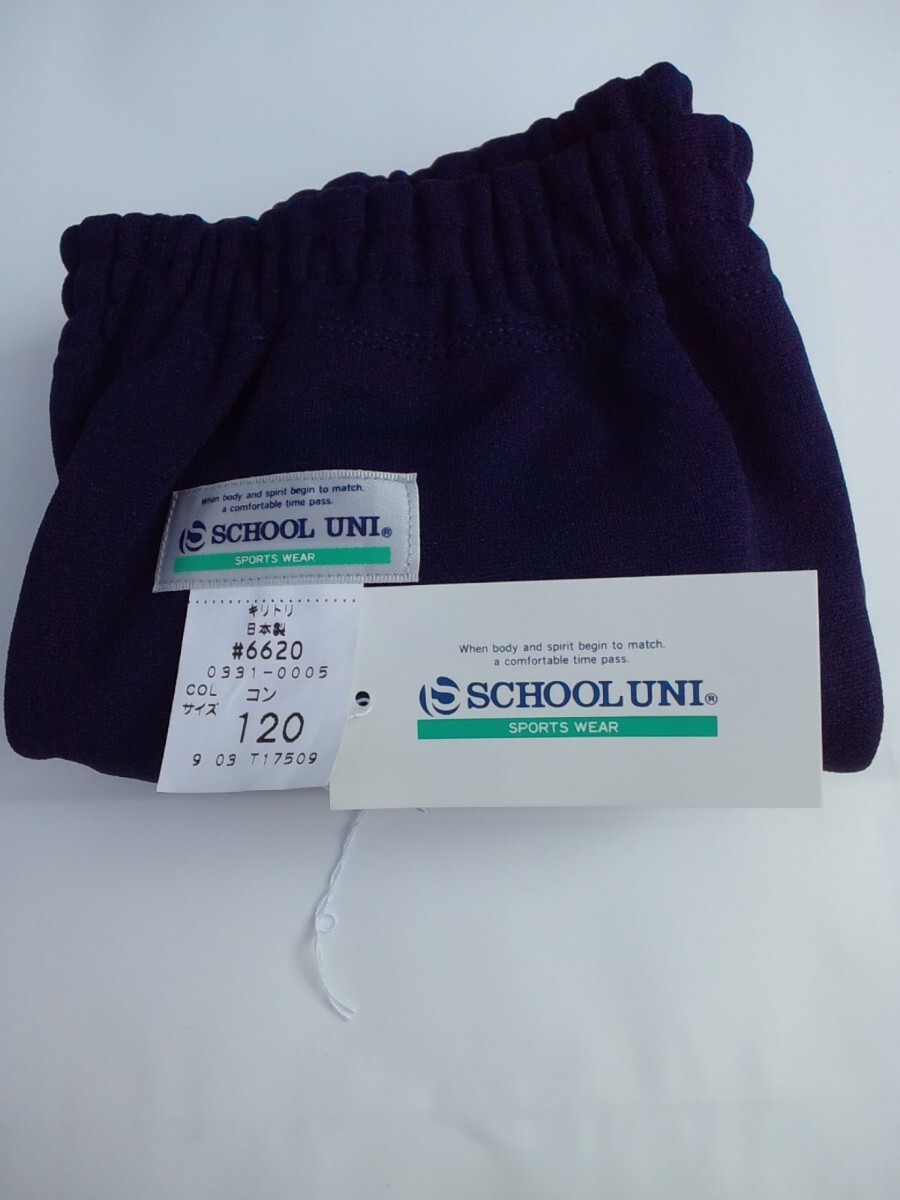 When body and spirit begin to match.
a comfortable time pass.
S SCHOOL UNI®
SPORTS WEAR
キリトリ
日本製
#6620
0331-0005
COL コン
サイズ 120
9 03 T17509
When body and spirit begin to match.
a comfortable time pass.
S SCHOOL UNI®
SPORTS WEAR